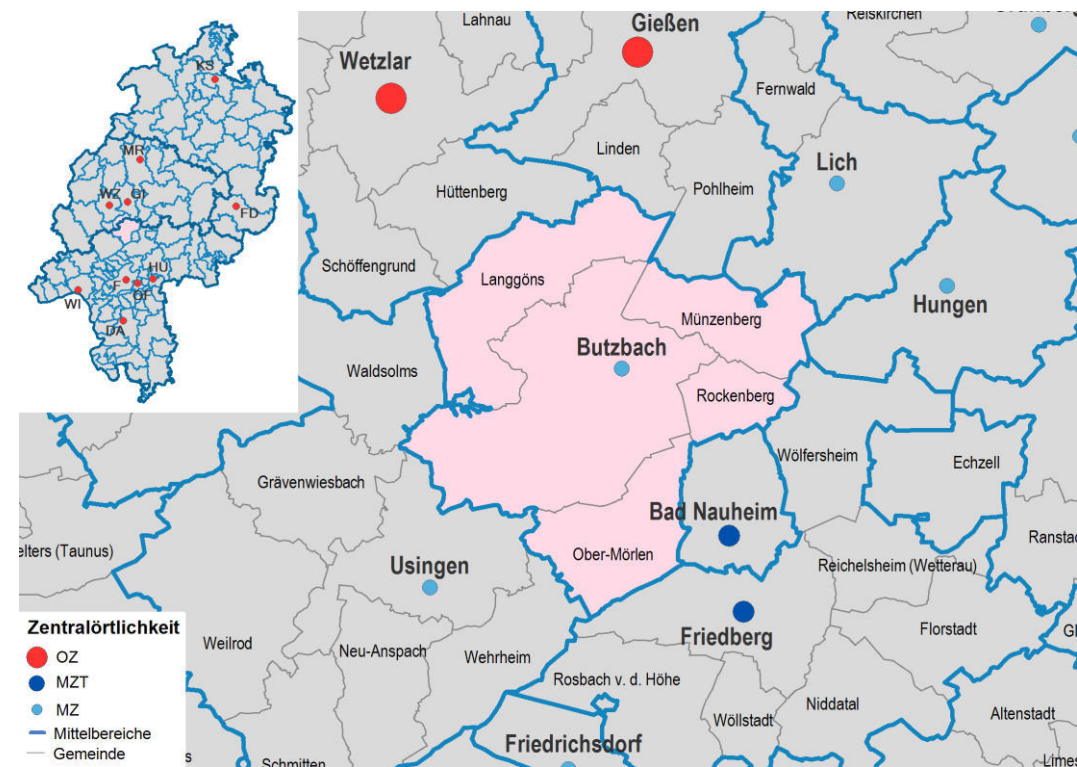 KS
MR
WZ
GI
FD
HU
F
OF
WI
DA
Lahnau
Gießen
Reiskirchen
Wetzlar
Fernwald
Linden
Lich
Pohlheim
Hüttenberg
Schöffengrund
Langgöns
Hungen
Münzenberg
Butzbach
Waldsolms
Rockenberg
Wölfersheim
Echzell
Grävenwiesbach
Bad Nauheim
elters (Taunus)
Ober-Mörlen
Ranstad
Usingen
Reichelsheim (Wetterau)
Friedberg
Florstadt
Gl
Weilrod
Neu-Anspach
Wehrheim
Rosbach v. d. Höhe
Niddatal
Wöllstadt
Altenstadt
Friedrichsdorf
Schmitten
Limes
s
Zentralörtlichkeit
OZ
MZT
MZ
Mittelbereiche
Gemeinde